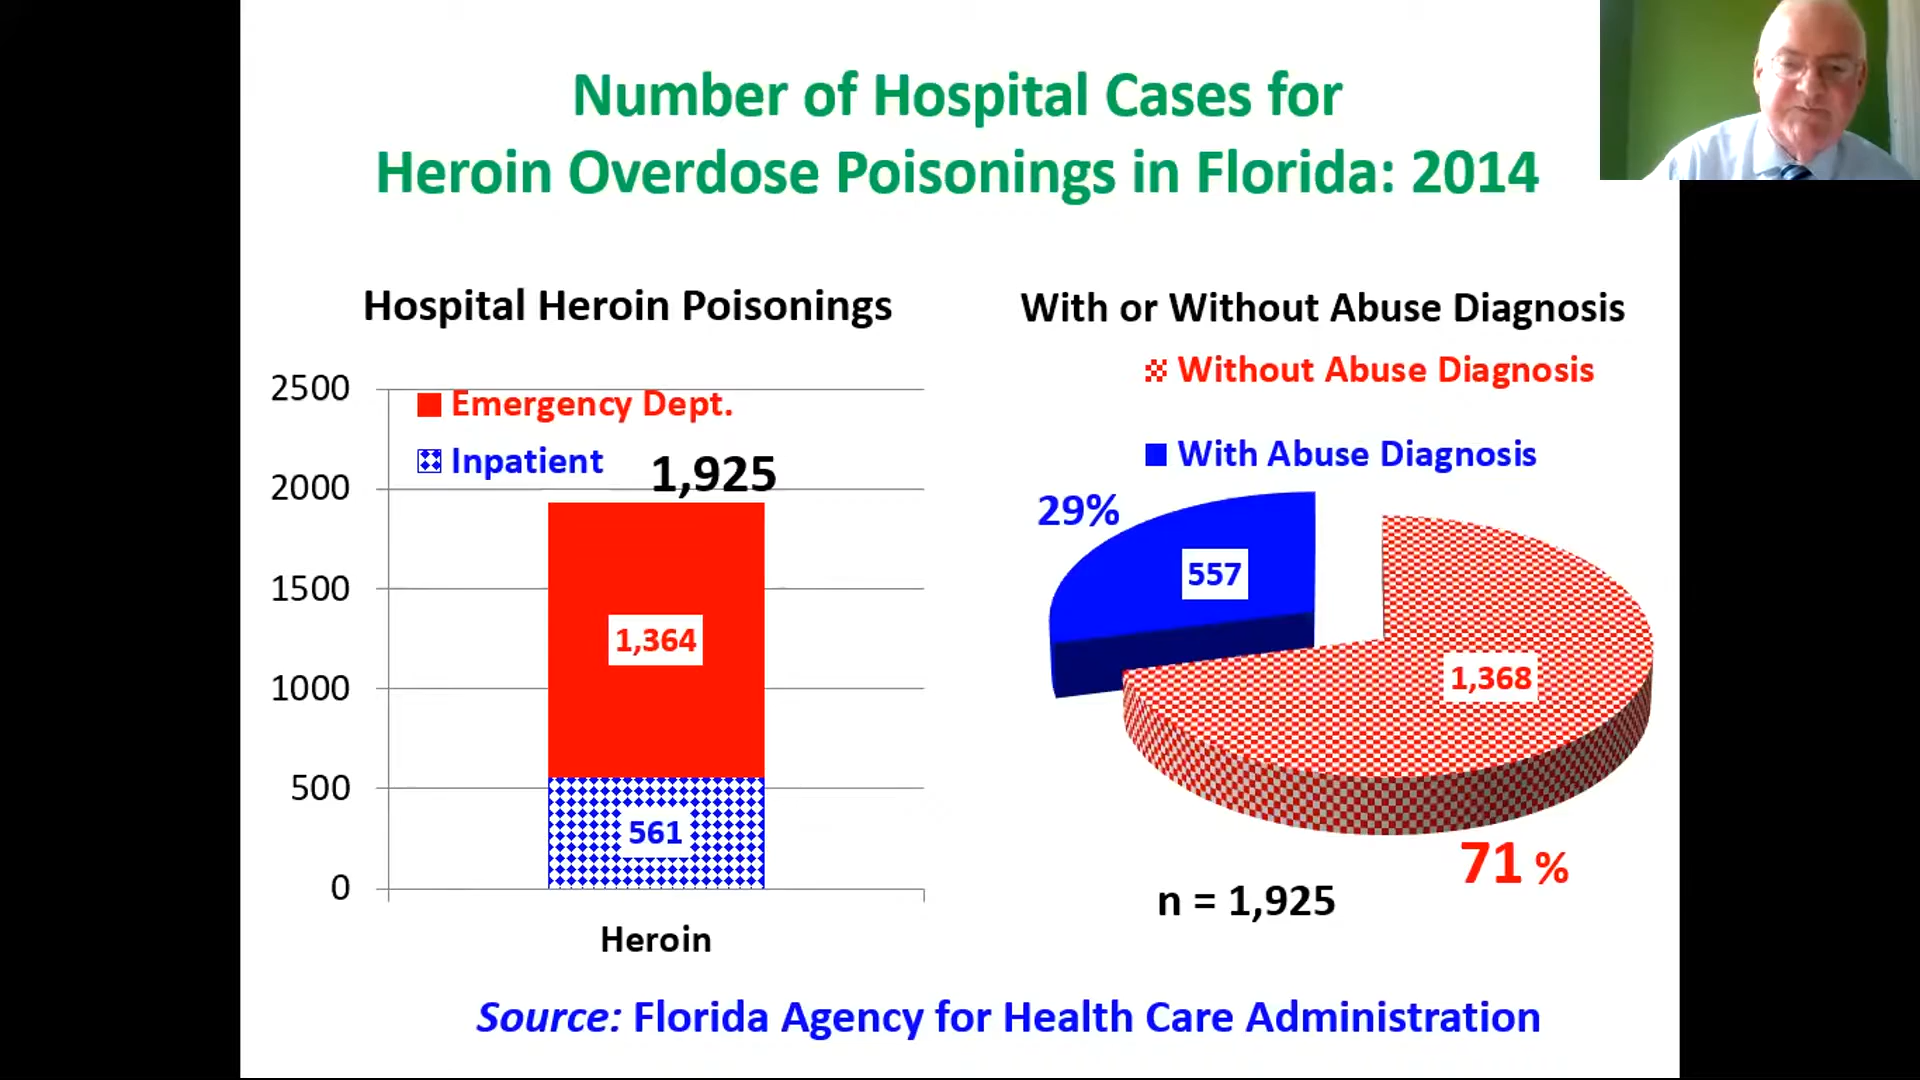 Number of Hospital Cases for
Heroin Overdose Poisonings in Florida: 2014
Hospital Heroin Poisonings
2500
2000
1500
1000
500
0
Emergency Dept.
Inpatient
1,925
1,364
561
Heroin
With or Without Abuse Diagnosis
Without Abuse Diagnosis
With Abuse Diagnosis
29%
557
1,368
71 %
n = 1,925
Source: Florida Agency for Health Care Administration